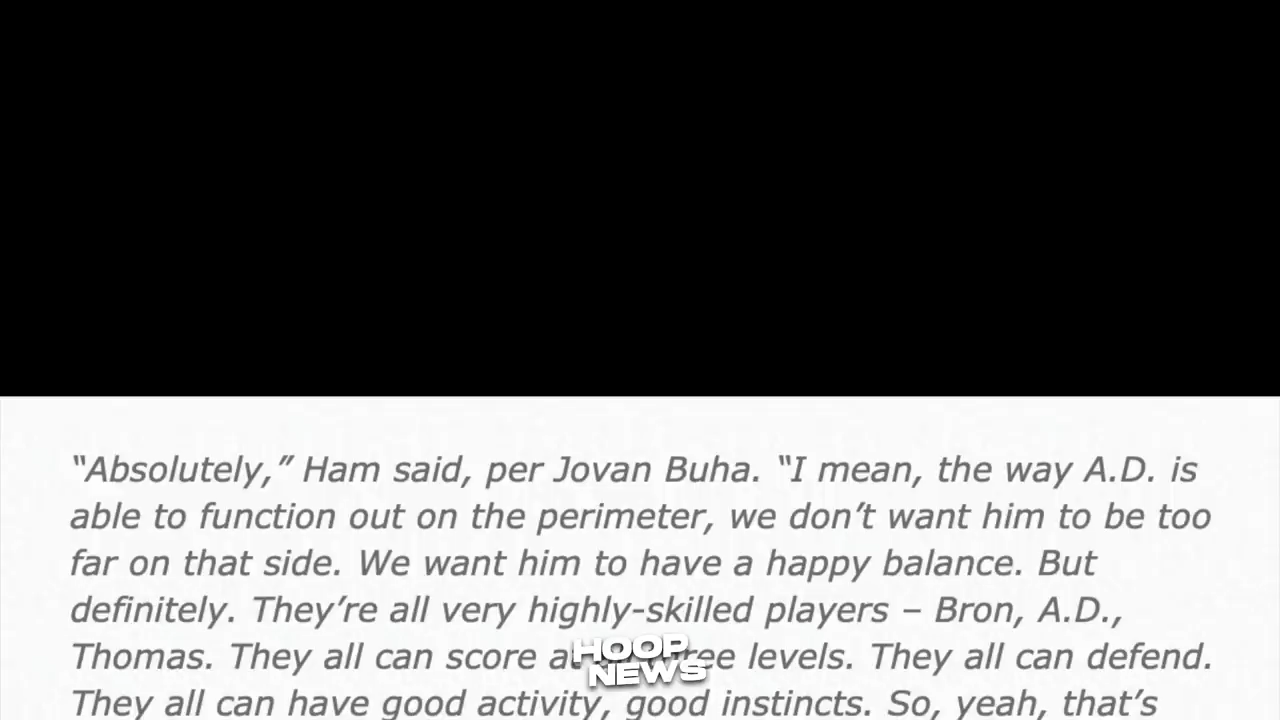 “Absolutely,” Ham said, per Jovan Buha. “I mean, the way A.D. is
able to function out on the perimeter, we don’t want him to be too
far on that side. We want him to have a happy balance. But
definitely. They’re all very highly-skilled players – Bron, A.D.,
Thomas. They all can score at levels. They all can defend.
They all can have good activity, good instincts. So, yeah, that’s
HOOP
NEWS